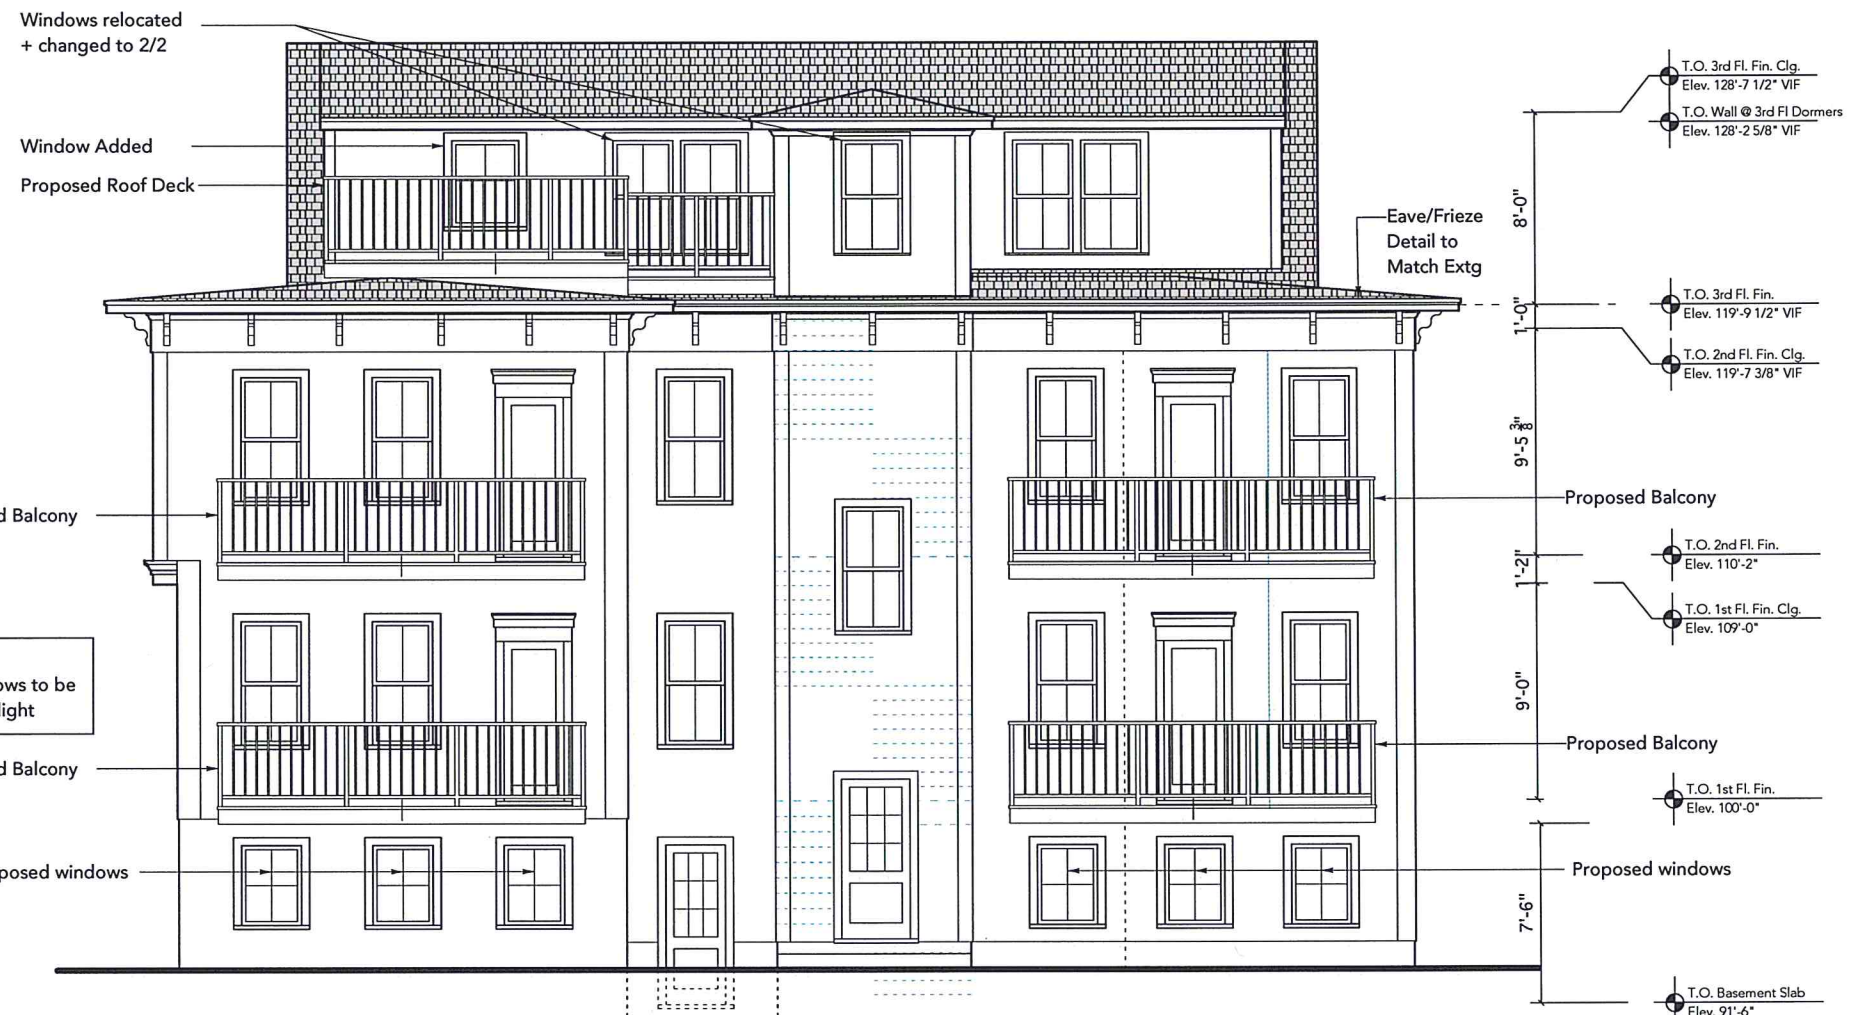 Windows relocated
+ changed to 2/2
Window Added
Proposed Roof Deck
d Balcony
ows to be
light
d Balcony
posed windows
Eave/Frieze
Detail to
Match Extg
Proposed Balcony
Proposed Balcony
Proposed windows
8'-0"
1'-0"
9'-5 3/8"
1'-2"
9'-0"
7'-6"
T.O. 3rd Fl. Fin. Clg.
Elev. 128'-7 1/2" VIF
T.O. Wall @ 3rd Fl Dormers
Elev. 128'-2 5/8" VIF
T.O. 3rd Fl. Fin.
Elev. 119'-9 1/2" VIF
T.O. 2nd Fl. Fin. Clg.
Elev. 119'-7 3/8" VIF
T.O. 2nd Fl. Fin.
Elev. 110'-2"
T.O. 1st Fl. Fin. Clg.
Elev. 109'-0"
T.O. 1st Fl. Fin.
Elev. 100'-0"
T.O. Basement Slab
Elev. 91'-6"